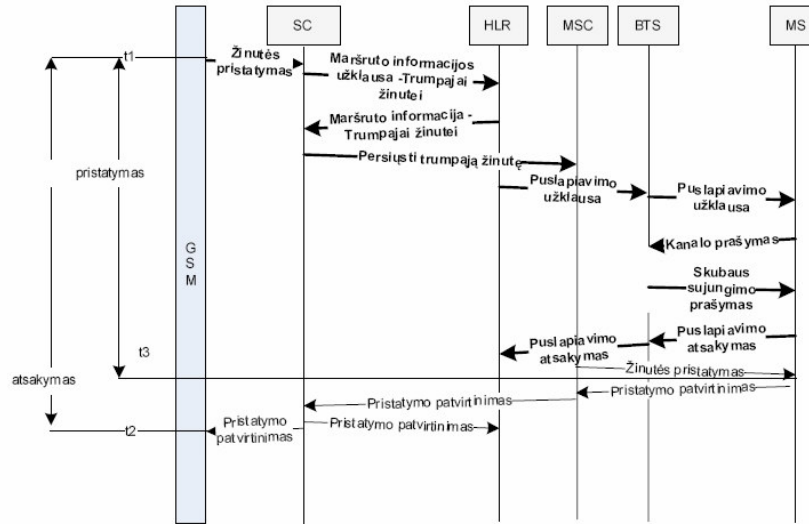 SC
HLR
MSC
BTS
MS
t1
Žinutės
pristatymas
Maršruto informacijos
užklausa -Trumpajai
žinutei
Maršruto informacija -
Trumpajai žinutei
Persiųsti trumpąją žinutę
pristatymas
Puslapiavimo
užklausa
Puslapiavimo
užklausa
Kanalo prašymas
G
S
M
Skubaus
sujungimo
prašymas
Puslapiavimo
atsakymas
Puslapiavimo
atsakymas
t3
Žinutės pristatymas
atsakymas
Pristatymo patvirtinimas
Pristatymo patvirtinimas
t2
Pristatymo
patvirtinimas
Pristatymo patvirtinimas